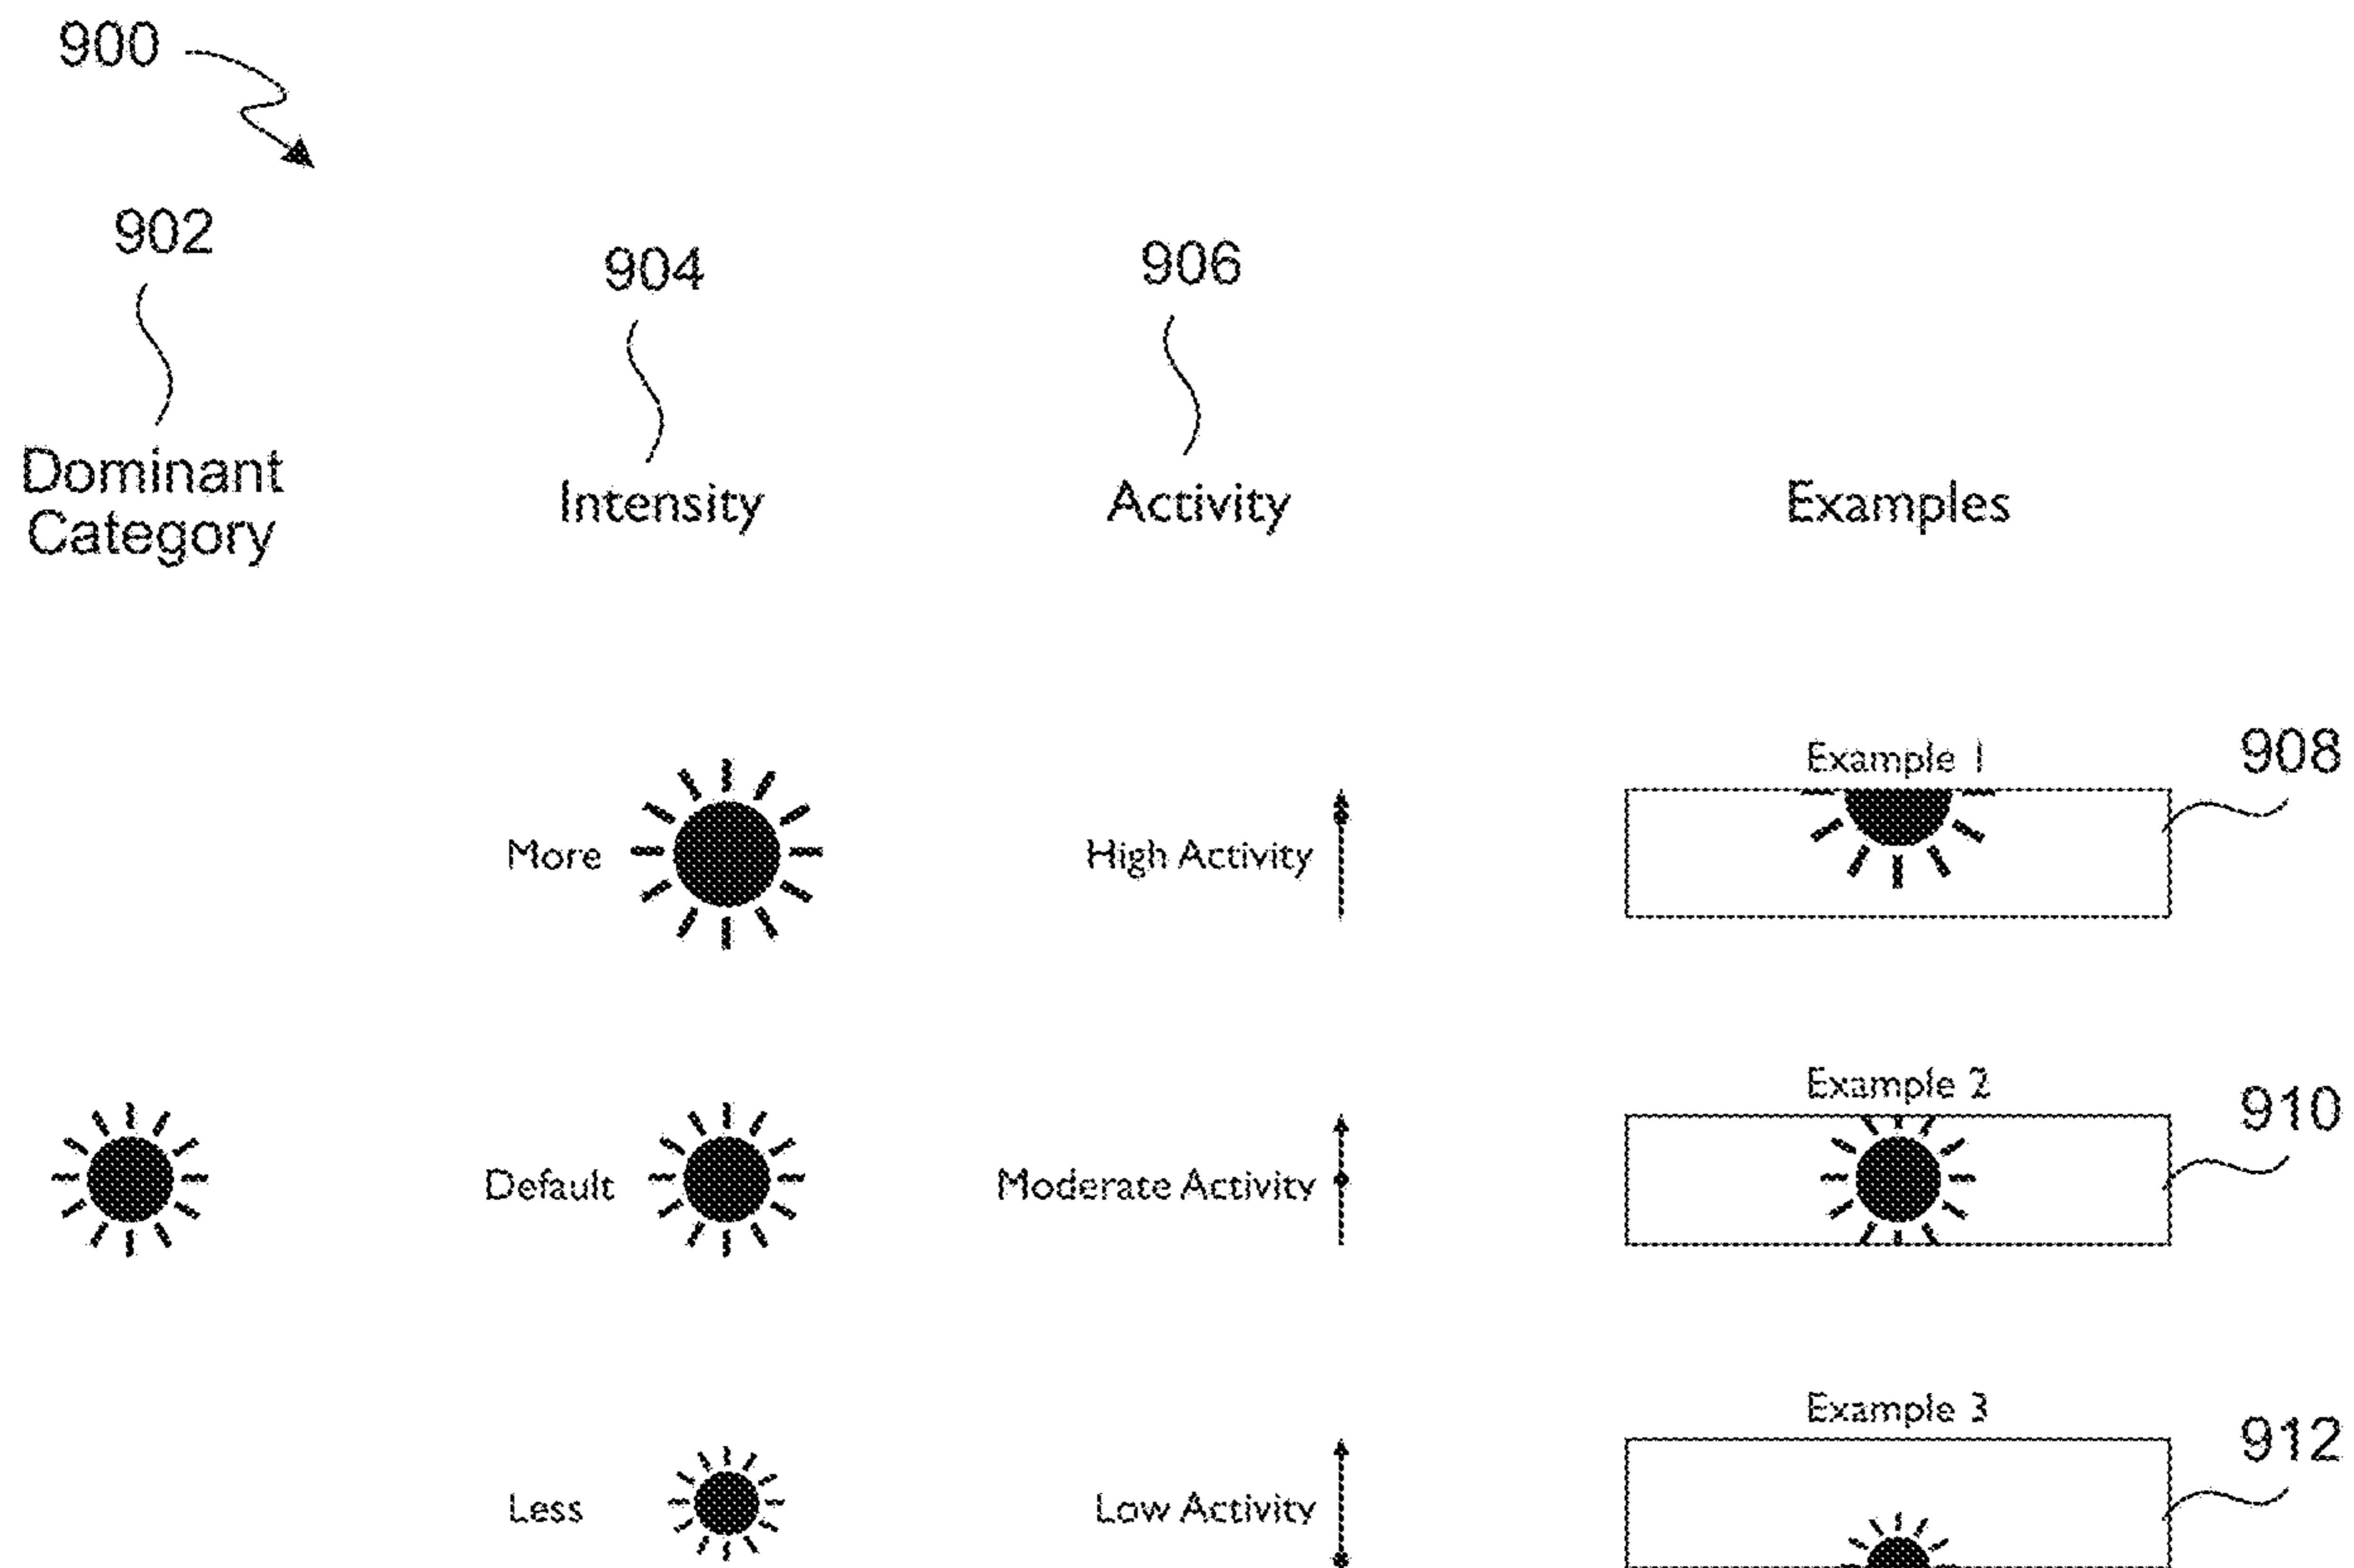 900
902
904
906
Dominant
Category
Intensity
Activity
Examples
More
High Activity
Example 1
908
Default
Moderate Activity
Example 2
910
Less
Low Activity
Example 3
912